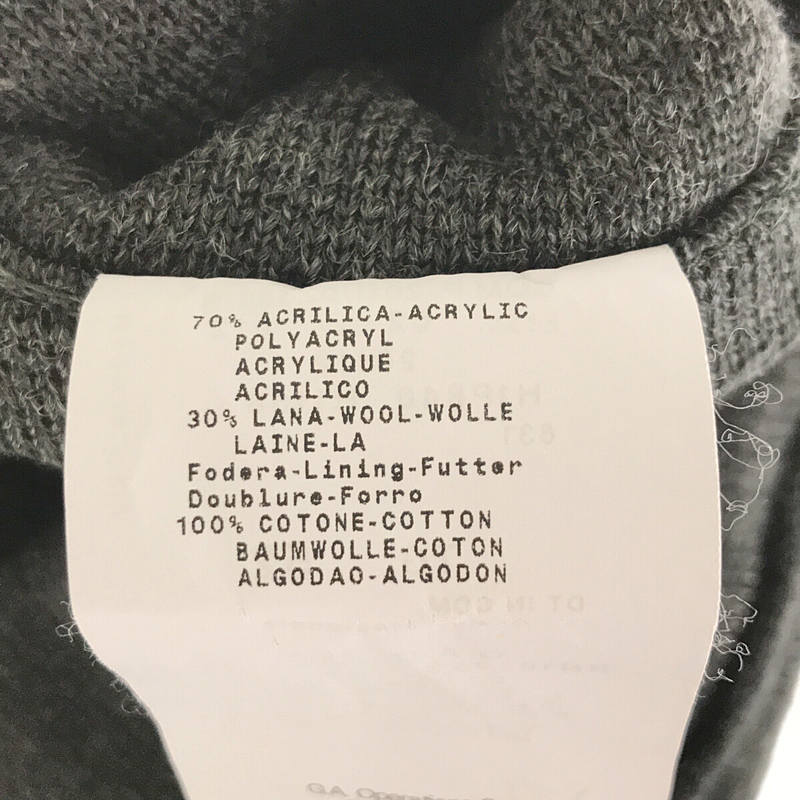 70% ACRILICA-ACRYLIC
POLYACRYL
ACRYLIQUE
ACRILICO
30% LANA-WOOL-WOLLE
LAINE-LA
Fodera-Lining-Futter
Doublure-Forro
100% COTONE-COTTON
BAUMWOLLE-COTON
ALGODAO-ALGODON
GA